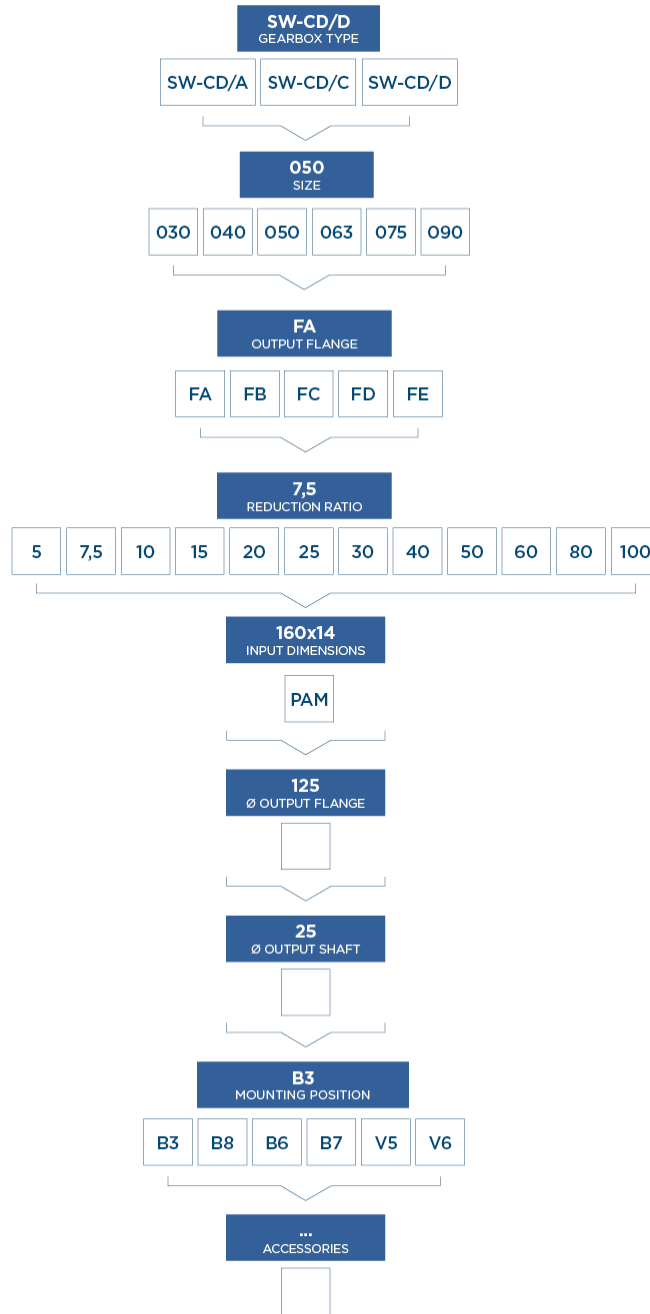 SW-CD/D
GEARBOX TYPE
SW-CD/A SW-CD/C SW-CD/D
050
SIZE
030 040 050 063 075 090
FA
OUTPUT FLANGE
FA FB FC FD FE
7,5
REDUCTION RATIO
5 7,5 10 15 20 25 30 40 50 60 80 100
160x14
INPUT DIMENSIONS
PAM
125
Ø OUTPUT FLANGE
25
Ø OUTPUT SHAFT
B3
MOUNTING POSITION
B3 B8 B6 B7 V5 V6
...
ACCESSORIES